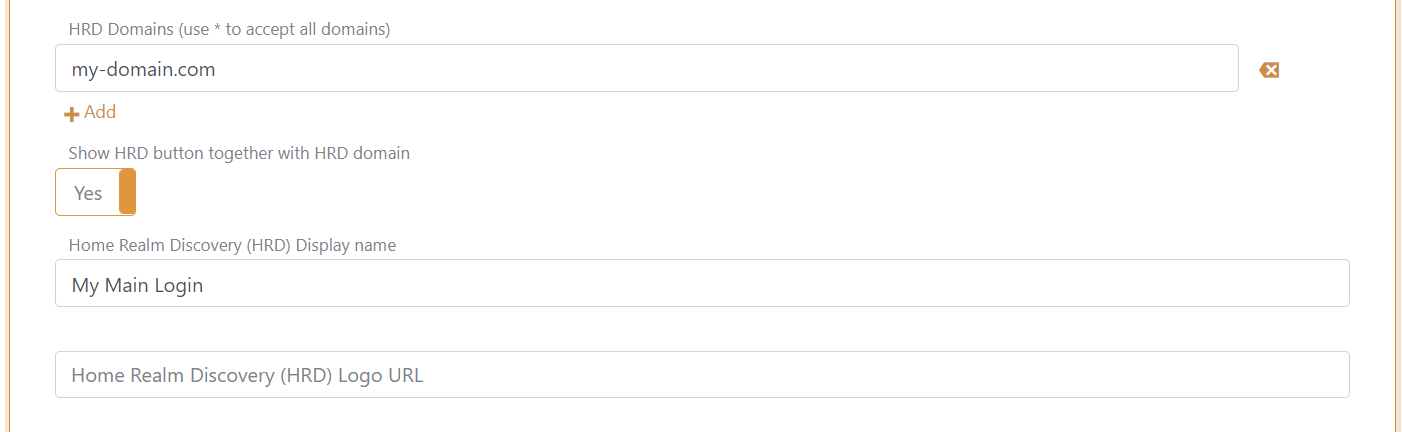 HRD Domains (use * to accept all domains)
my-domain.com
Add
Show HRD button together with HRD domain
Yes
Home Realm Discovery (HRD) Display name
My Main Login
Home Realm Discovery (HRD) Logo URL